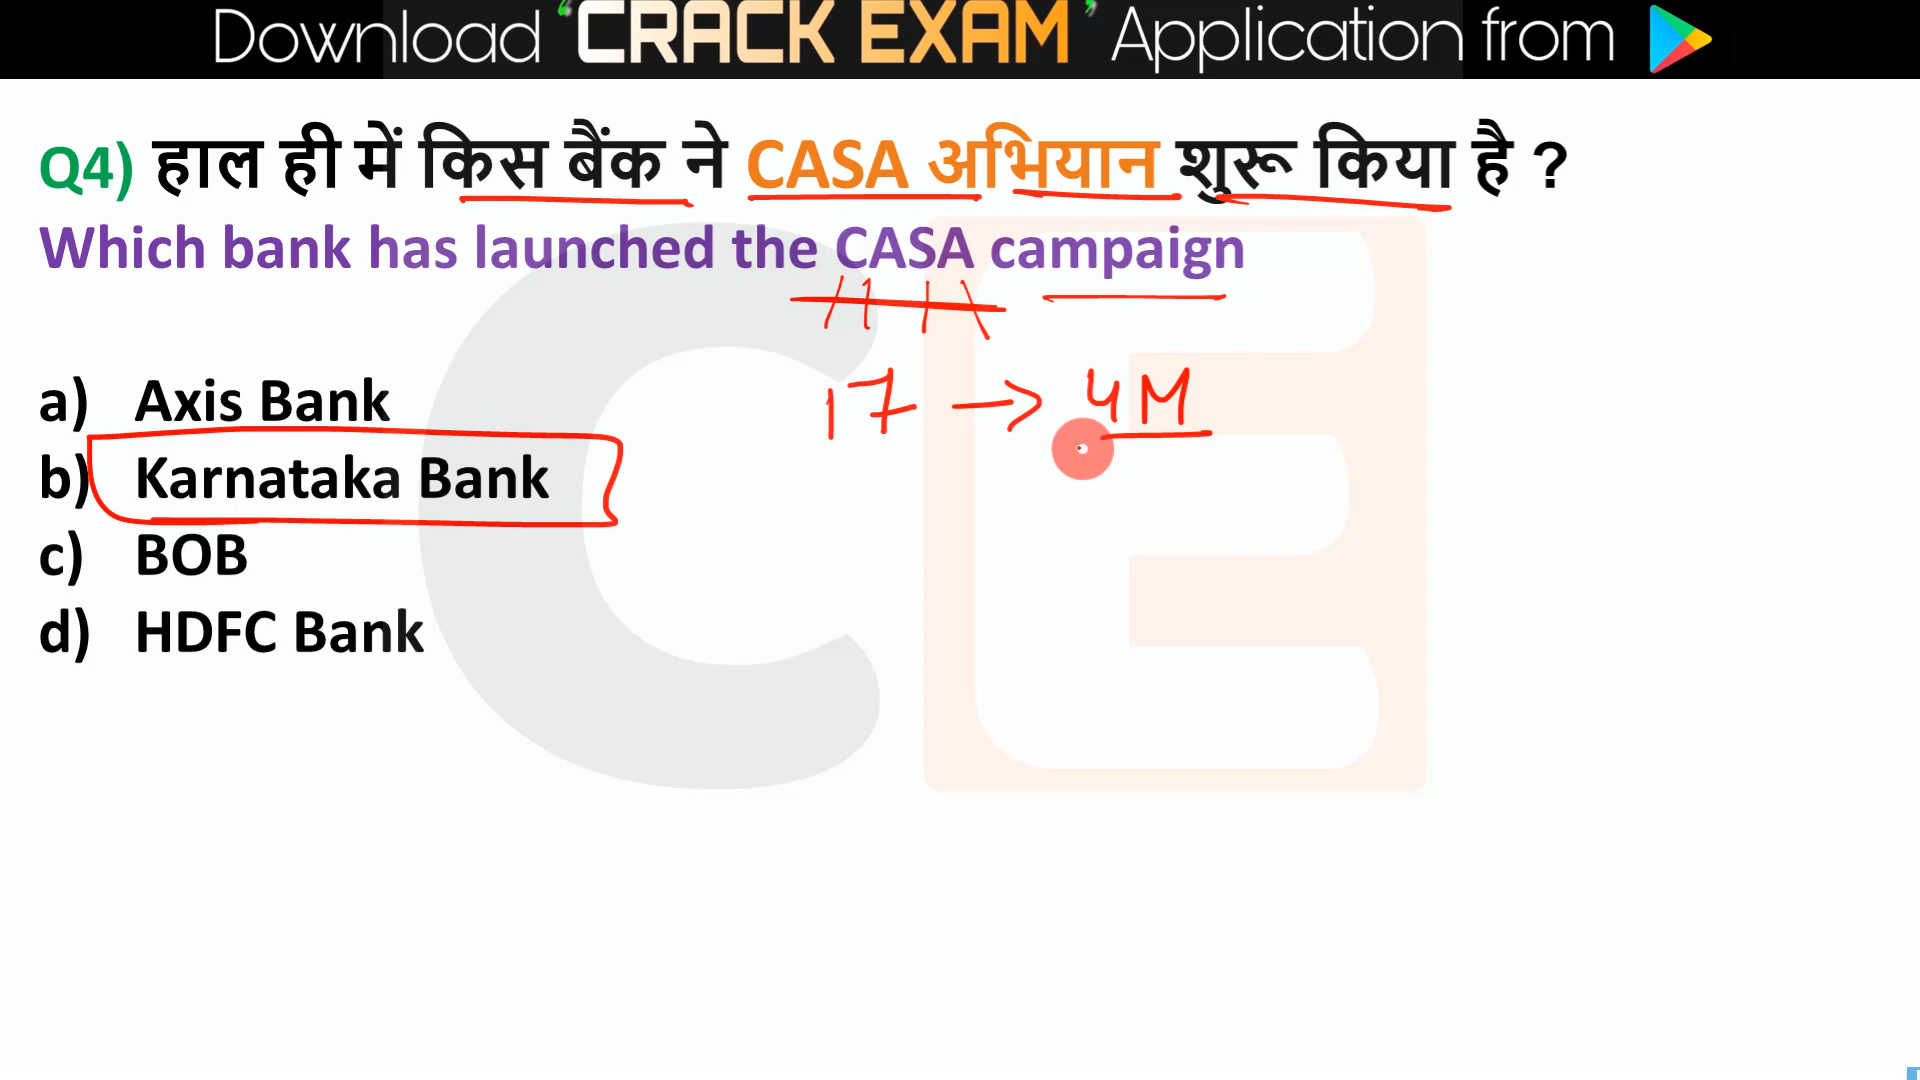 Download ‘CRACK EXAM’ Application from
Q4) हाल ही में किस बैंक ने CASA अभियान शुरू किया है ?
Which bank has launched the CASA campaign
17 → 4M
a) Axis Bank
b) Karnataka Bank
c) BOB
d) HDFC Bank
CE